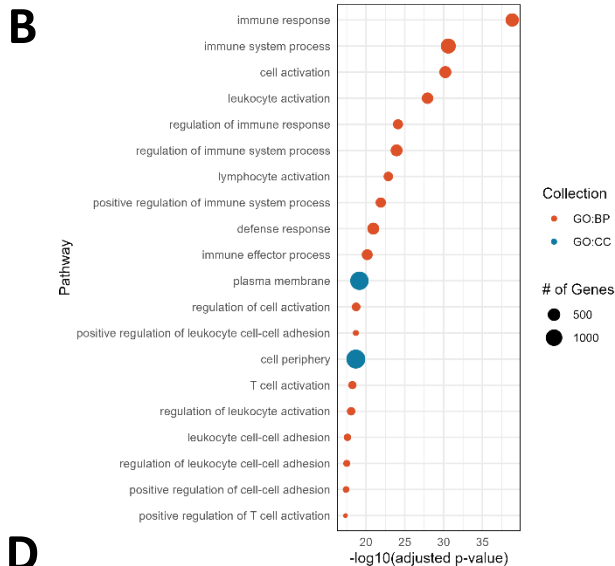 B
immune response
immune system process
cell activation
leukocyte activation
regulation of immune response
regulation of immune system process
lymphocyte activation
positive regulation of immune system process
defense response
immune effector process
plasma membrane
regulation of cell activation
positive regulation of leukocyte cell-cell adhesion
cell periphery
T cell activation
regulation of leukocyte activation
leukocyte cell-cell adhesion
regulation of leukocyte cell-cell adhesion
positive regulation of cell-cell adhesion
positive regulation of T cell activation
Pathway
20 25 30 35
-log10(adjusted p-value)
Collection
GO:BP
GO:CC
# of Genes
500
1000
D